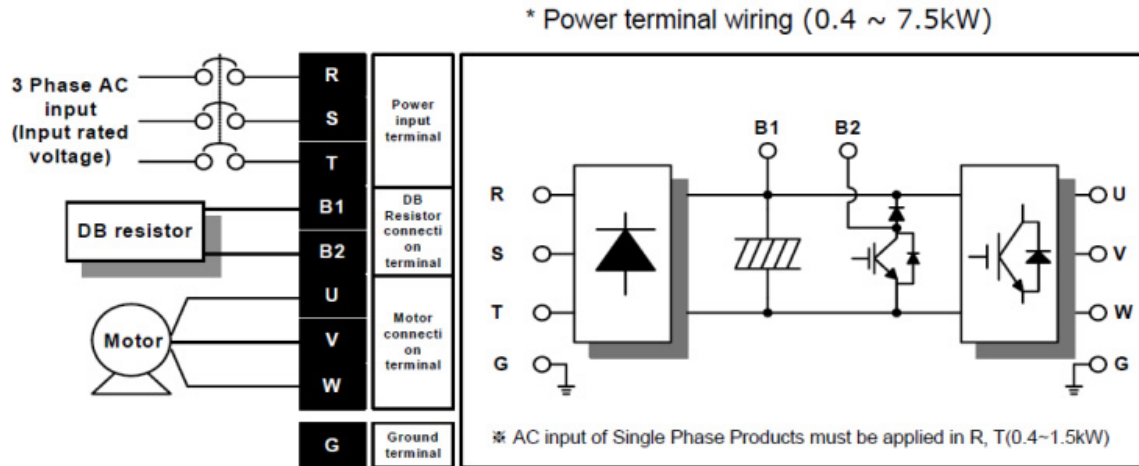 * Power terminal wiring (0.4 ~ 7.5kW)
3 Phase AC
input
(Input rated
voltage)
R
S
T
Power
input
terminal
DB resistor
B1
B2
DB
Resistor
connecti
on
terminal
Motor
U
V
W
Motor
connecti
on
terminal
G
Ground
terminal
B1
B2
R
S
T
G
U
V
W
G
※ AC input of Single Phase Products must be applied in R, T(0.4~1.5kW)